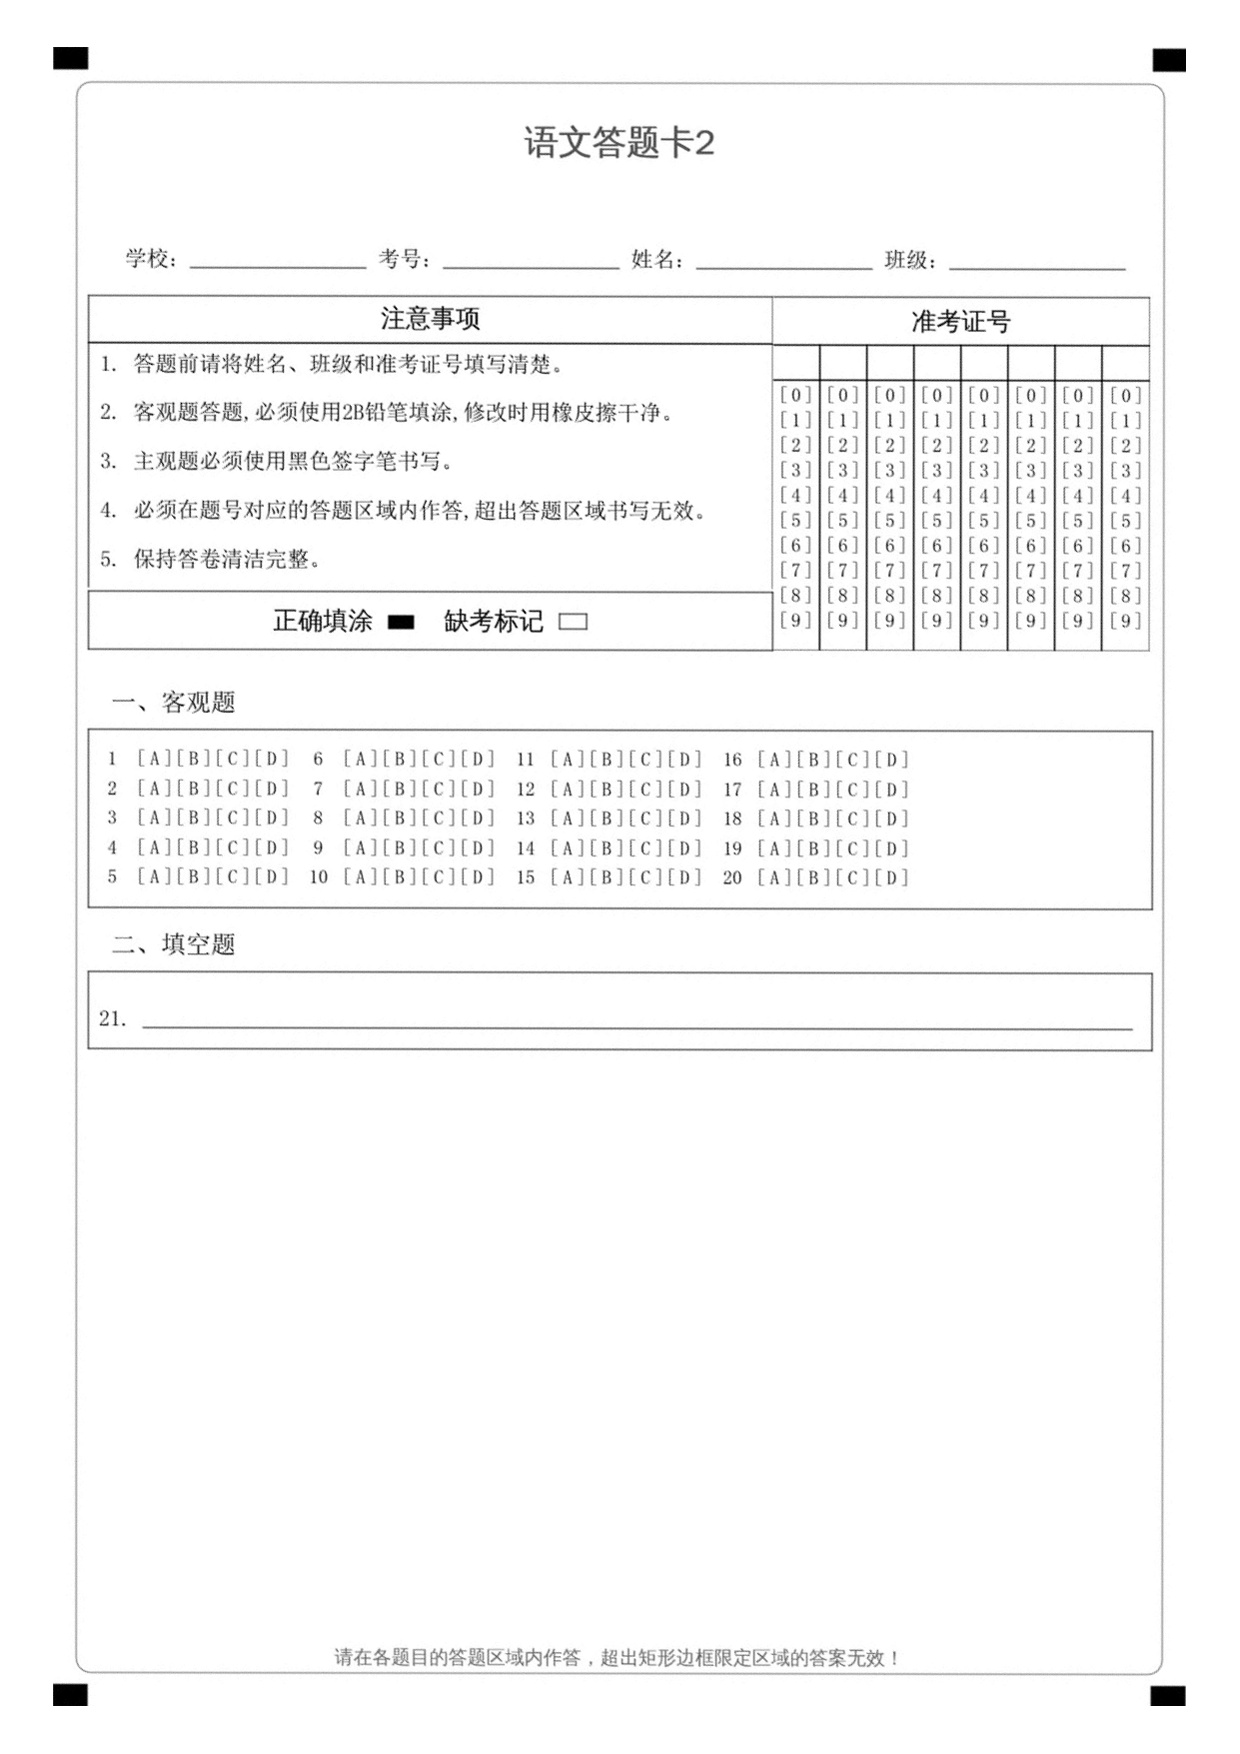 语文答题卡2
学校：　考号：　姓名：　班级：
注意事项
1. 答题前请将姓名、班级和准考证号填写清楚。
2. 客观题答题,必须使用2B铅笔填涂,修改时用橡皮擦干净。
3. 主观题必须使用黑色签字笔书写。
4. 必须在题号对应的答题区域内作答,超出答题区域书写无效。
5. 保持答卷清洁完整。
正确填涂　缺考标记
准考证号
[0] [0] [0] [0] [0] [0] [0] [0]
[1] [1] [1] [1] [1] [1] [1] [1]
[2] [2] [2] [2] [2] [2] [2] [2]
[3] [3] [3] [3] [3] [3] [3] [3]
[4] [4] [4] [4] [4] [4] [4] [4]
[5] [5] [5] [5] [5] [5] [5] [5]
[6] [6] [6] [6] [6] [6] [6] [6]
[7] [7] [7] [7] [7] [7] [7] [7]
[8] [8] [8] [8] [8] [8] [8] [8]
[9] [9] [9] [9] [9] [9] [9] [9]
一、客观题
1 [A][B][C][D] 6 [A][B][C][D] 11 [A][B][C][D] 16 [A][B][C][D]
2 [A][B][C][D] 7 [A][B][C][D] 12 [A][B][C][D] 17 [A][B][C][D]
3 [A][B][C][D] 8 [A][B][C][D] 13 [A][B][C][D] 18 [A][B][C][D]
4 [A][B][C][D] 9 [A][B][C][D] 14 [A][B][C][D] 19 [A][B][C][D]
5 [A][B][C][D] 10 [A][B][C][D] 15 [A][B][C][D] 20 [A][B][C][D]
二、填空题
21.
请在各题目的答题区域内作答，超出矩形边框限定区域的答案无效！